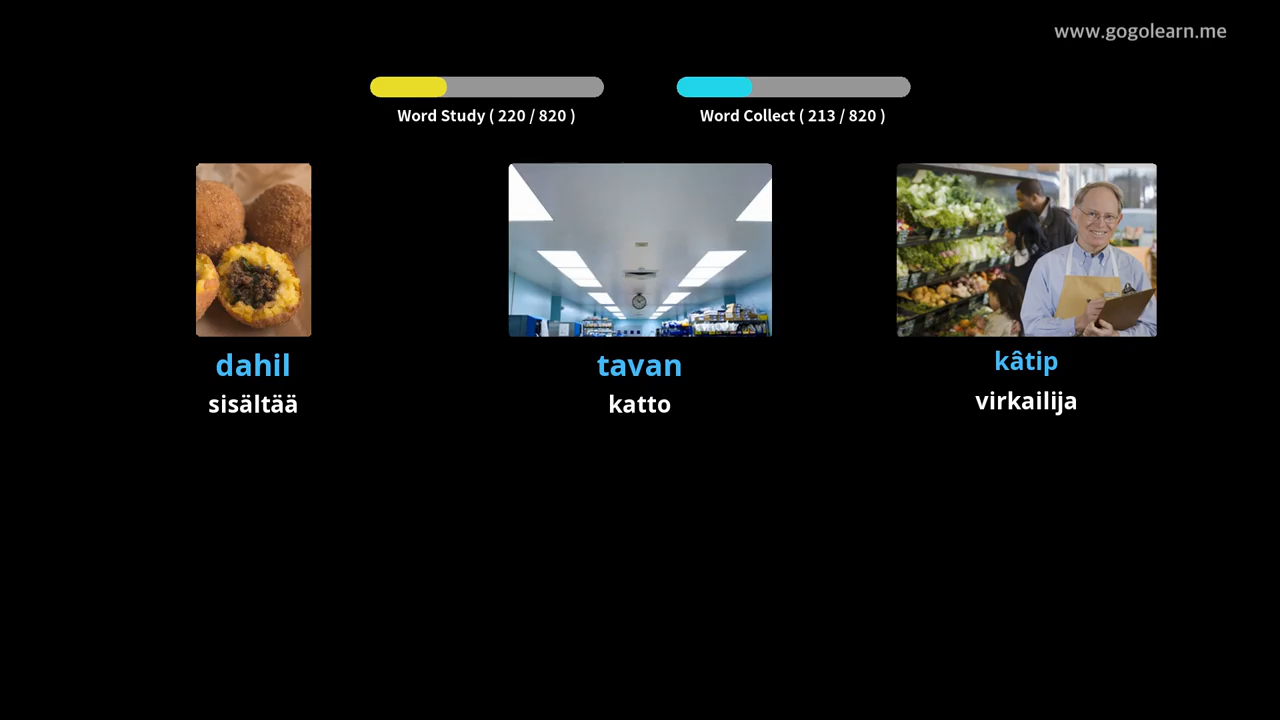 www.gogolearn.me
Word Study ( 220 / 820 )
Word Collect ( 213 / 820 )
dahil
sisältää
tavan
katto
kâtip
virkailija